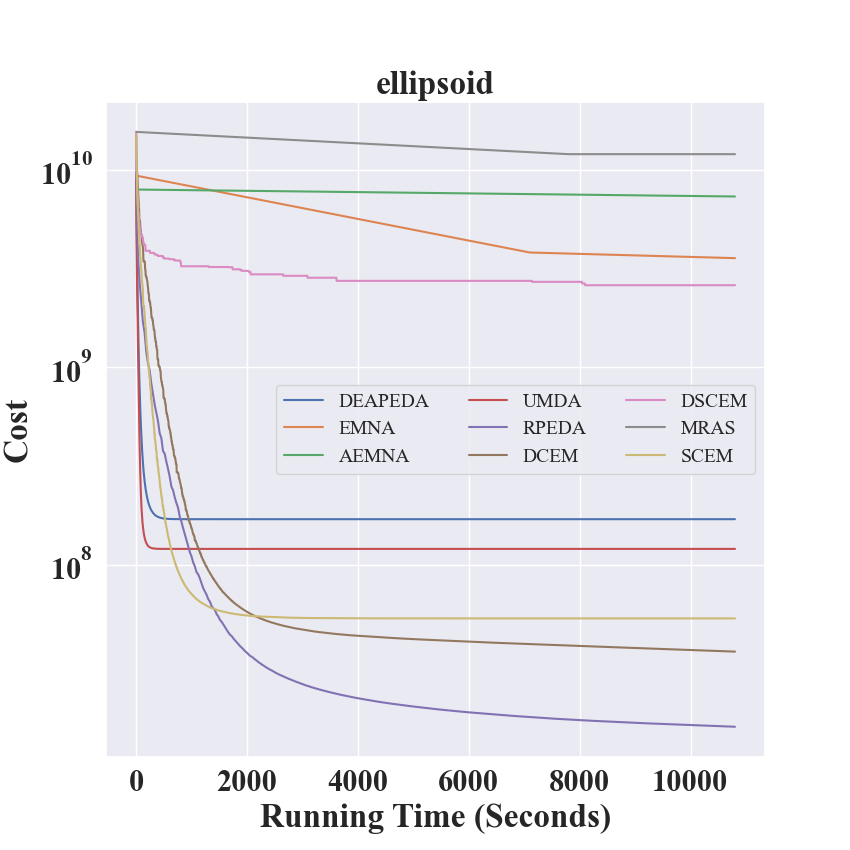 ellipsoid
Cost
10^10
10^9
10^8
DEAPEDA UMDA DSCEM
EMNA RPEDA MRAS
AEMNA DCEM SCEM
0 2000 4000 6000 8000 10000
Running Time (Seconds)